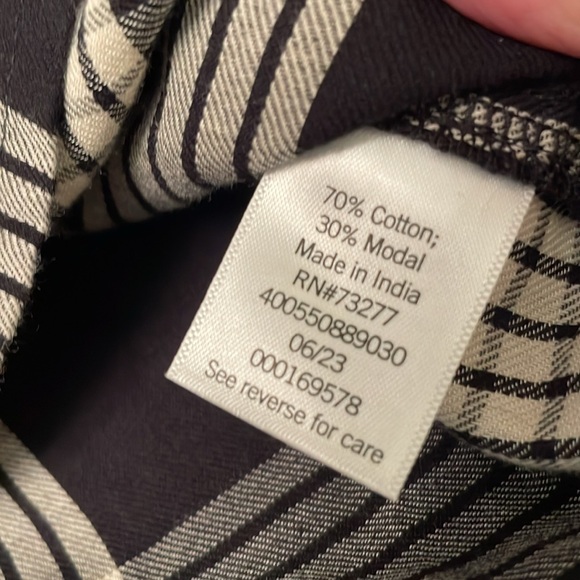 70% Cotton;
30% Modal
Made in India
RN#73277
400550889030
06/23
000169578
See reverse for care